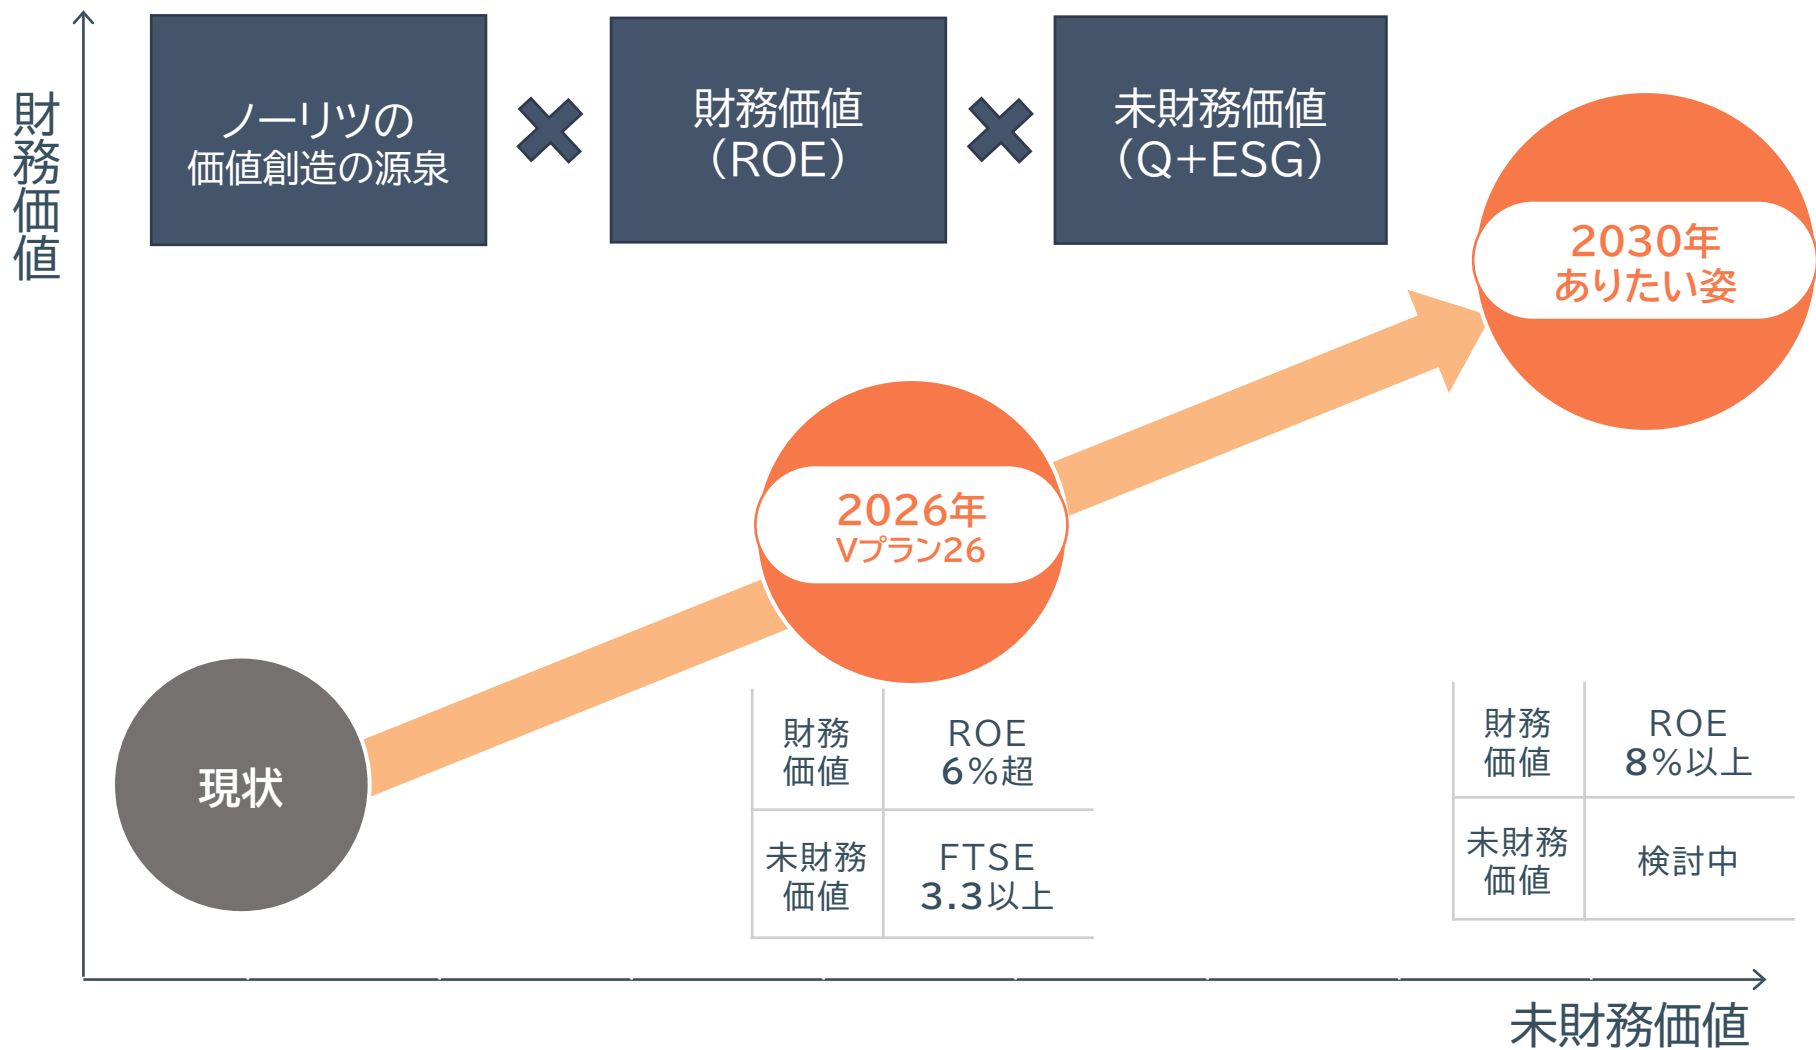 財務価値
ノーリツの
価値創造の源泉
財務価値
（ROE）
未財務価値
（Q+ESG）
2030年
ありたい姿
2026年
Vプラン26
現状
財務
価値
ROE
6%超
未財務
価値
FTSE
3.3以上
財務
価値
ROE
8%以上
未財務
価値
検討中
未財務価値